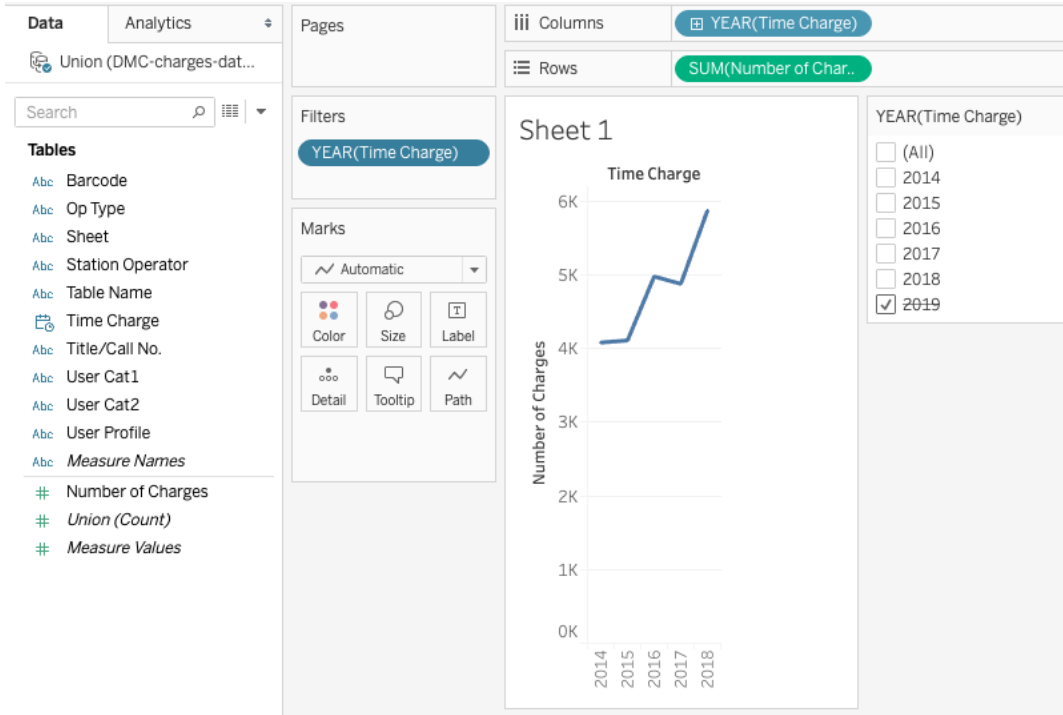 Data
Analytics
Union (DMC-charges-dat...
Search
Tables
Abc Barcode
Abc Op Type
Abc Sheet
Abc Station Operator
Abc Table Name
Time Charge
Abc Title/Call No.
Abc User Cat1
Abc User Cat2
Abc User Profile
Abc Measure Names
# Number of Charges
# Union (Count)
# Measure Values
Pages
Filters
YEAR(Time Charge)
Marks
Automatic
Color
Size
T
Label
Detail
Tooltip
Path
Columns
YEAR(Time Charge)
Rows
SUM(Number of Char..
Sheet 1
Time Charge
Number of Charges
6K
5K
4K
3K
2K
1K
0K
2014
2015
2016
2017
2018
YEAR(Time Charge)
(All)
2014
2015
2016
2017
2018
2019